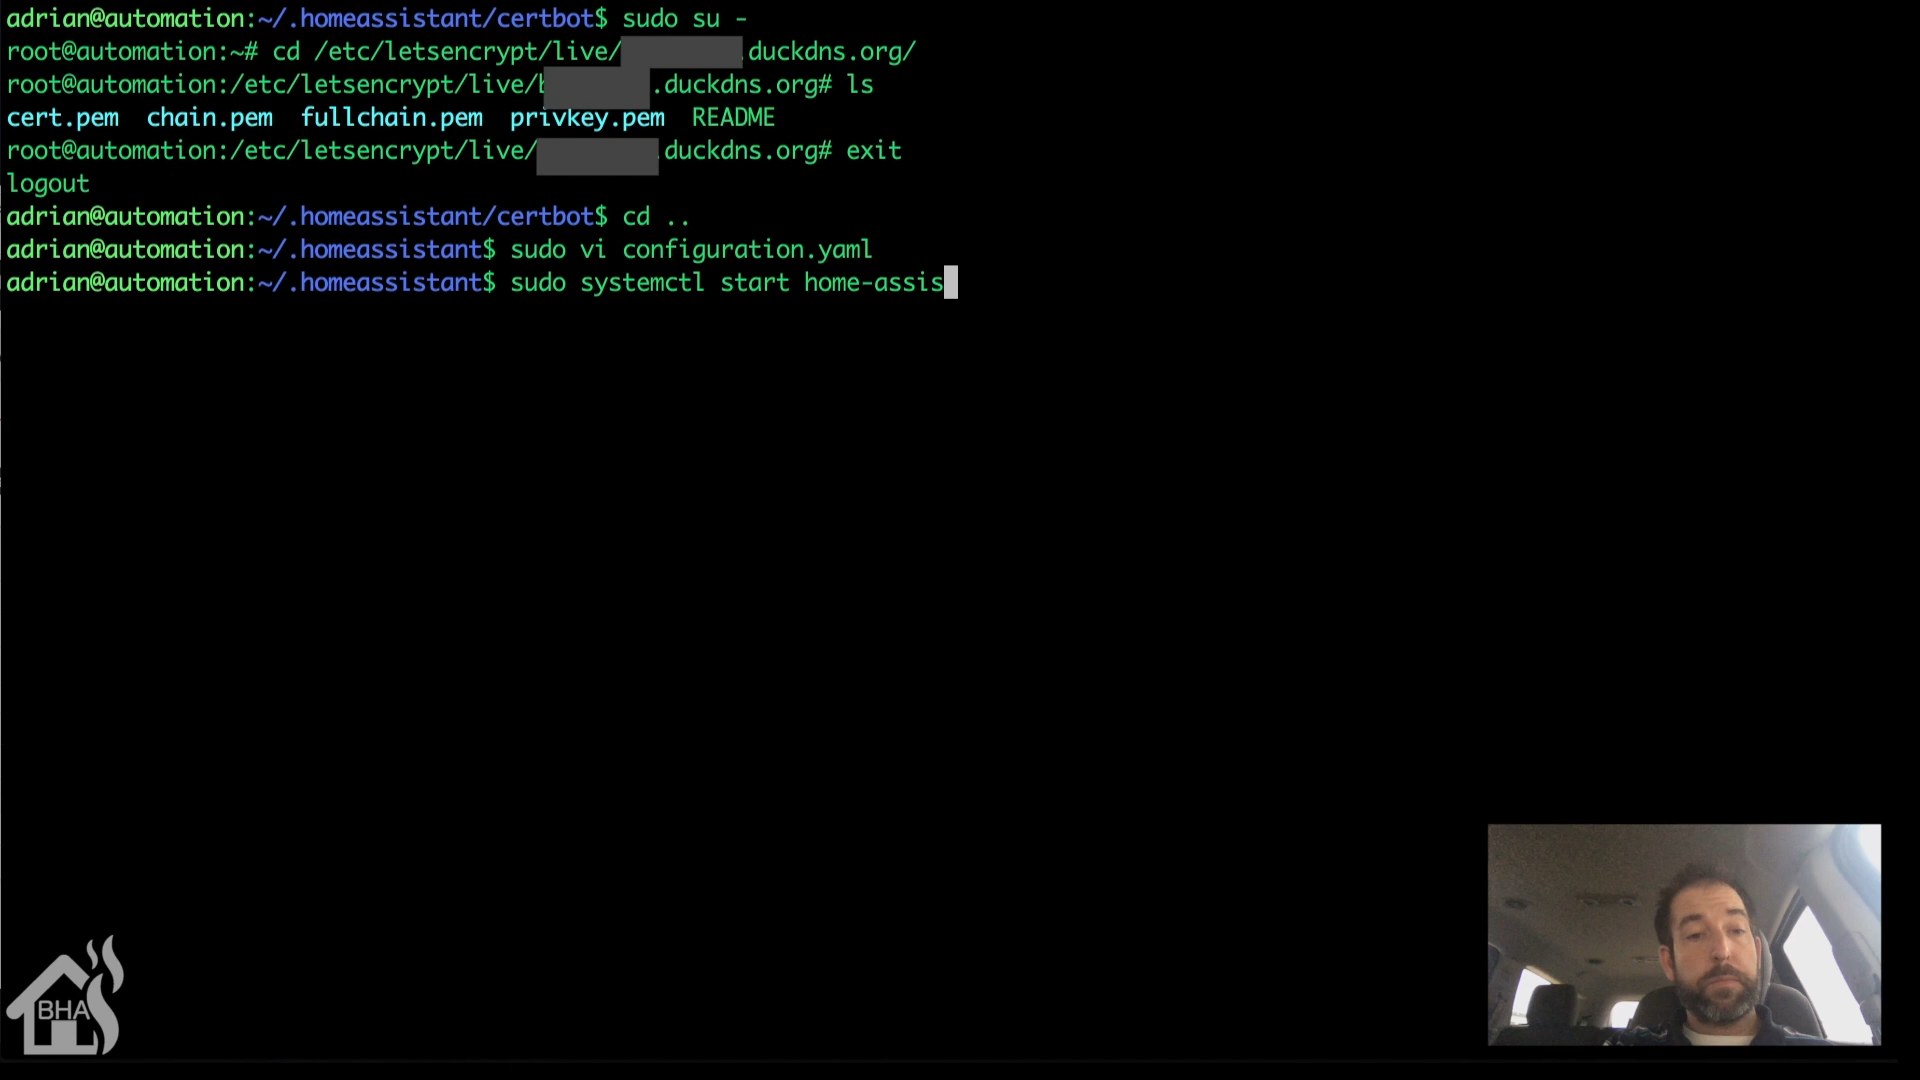 adrian@automation:~/.homeassistant/certbot$ sudo su -
root@automation:~# cd /etc/letsencrypt/live/ .duckdns.org/
root@automation:/etc/letsencrypt/live/ .duckdns.org# ls
cert.pem chain.pem fullchain.pem privkey.pem README
root@automation:/etc/letsencrypt/live/ .duckdns.org# exit
logout
adrian@automation:~/.homeassistant/certbot$ cd ..
adrian@automation:~/.homeassistant$ sudo vi configuration.yaml
adrian@automation:~/.homeassistant$ sudo systemctl start home-assis
BHA